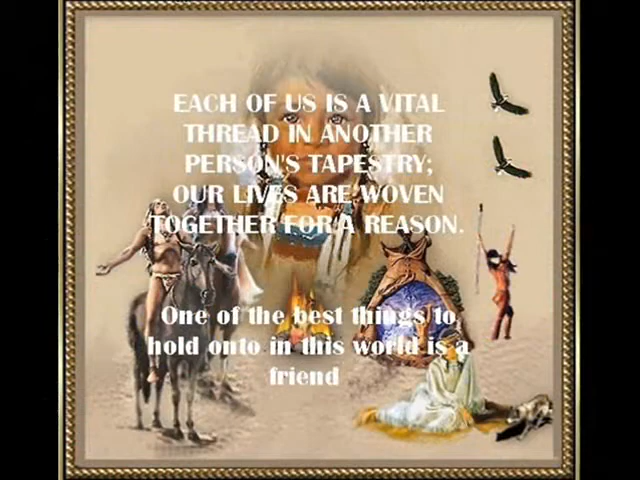 EACH OF US IS A VITAL
THREAD IN ANOTHER
PERSON'S TAPESTRY;
OUR LIVES ARE WOVEN
TOGETHER FOR A REASON.
One of the best things to
hold onto in this world is a
friend